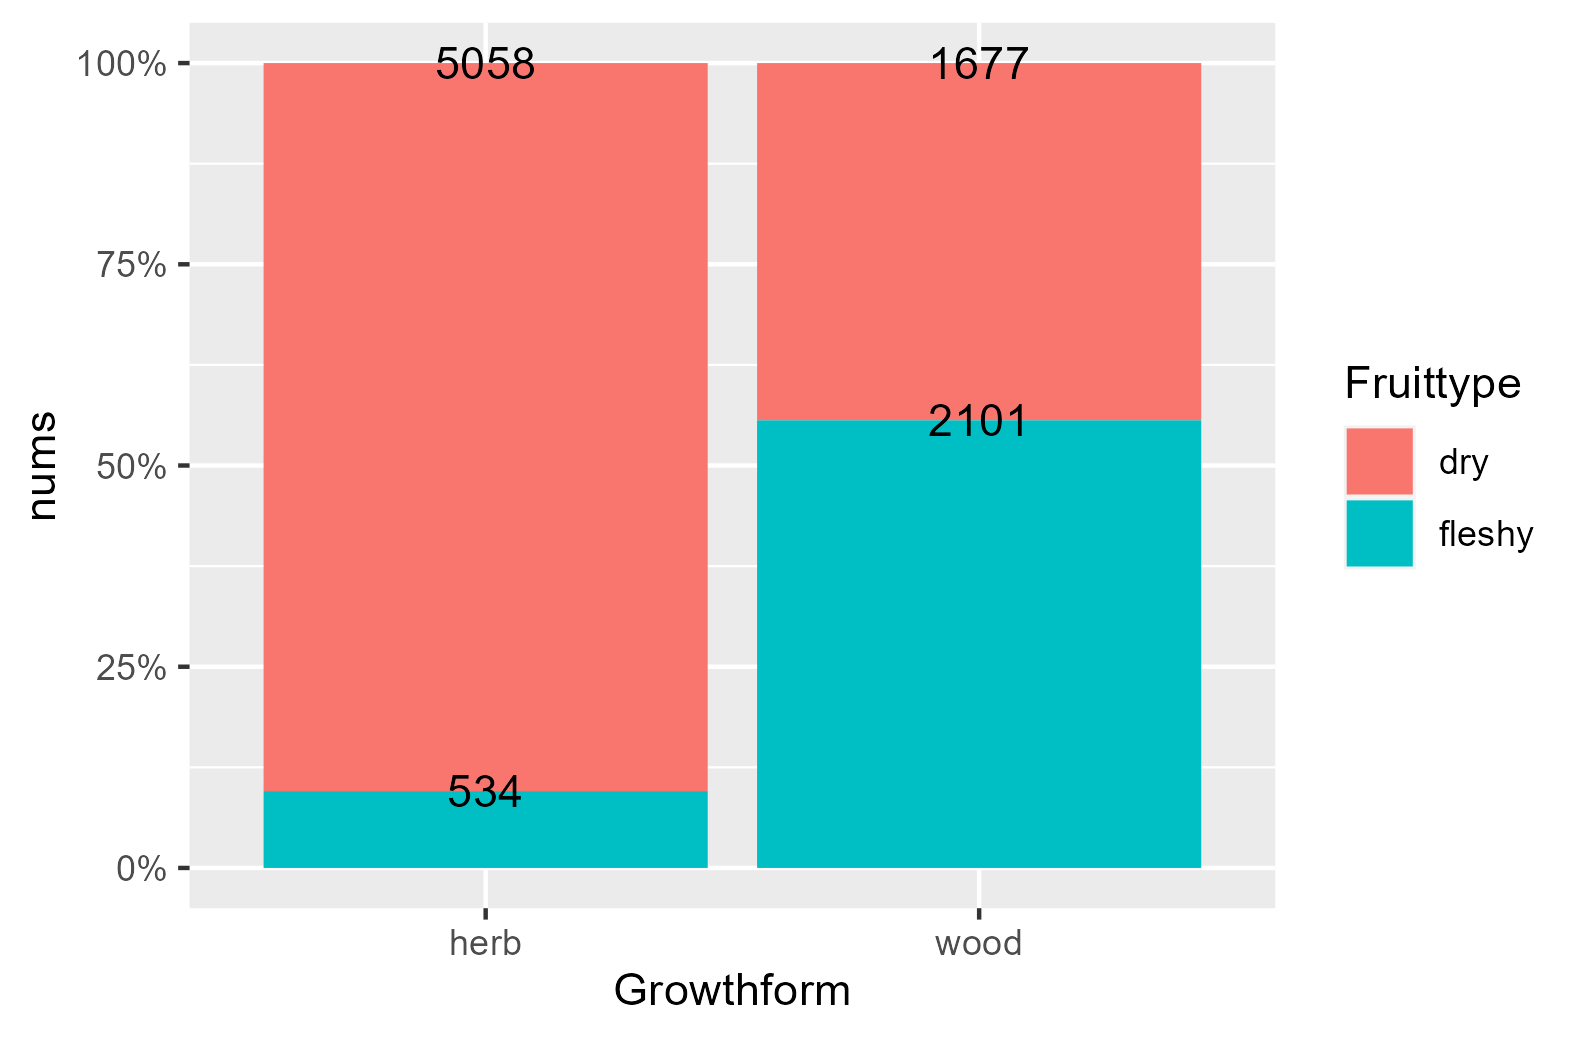 5058
1677
100%
75%
2101
50%
25%
534
0%
nums
herb
wood
Growthform
Fruittype
dry
fleshy